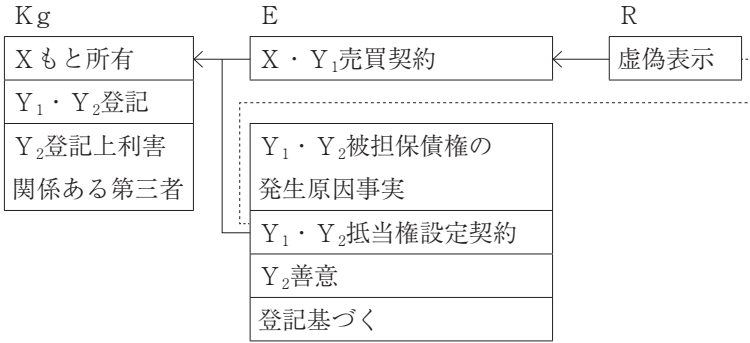 Ｋｇ
Ｅ
Ｒ
Ｘもと所有
Ｘ・Ｙ₁売買契約
虚偽表示
Ｙ₁・Ｙ₂登記
Ｙ₂登記上利害
関係ある第三者
Ｙ₁・Ｙ₂被担保債権の
発生原因事実
Ｙ₁・Ｙ₂抵当権設定契約
Ｙ₂善意
登記基づく